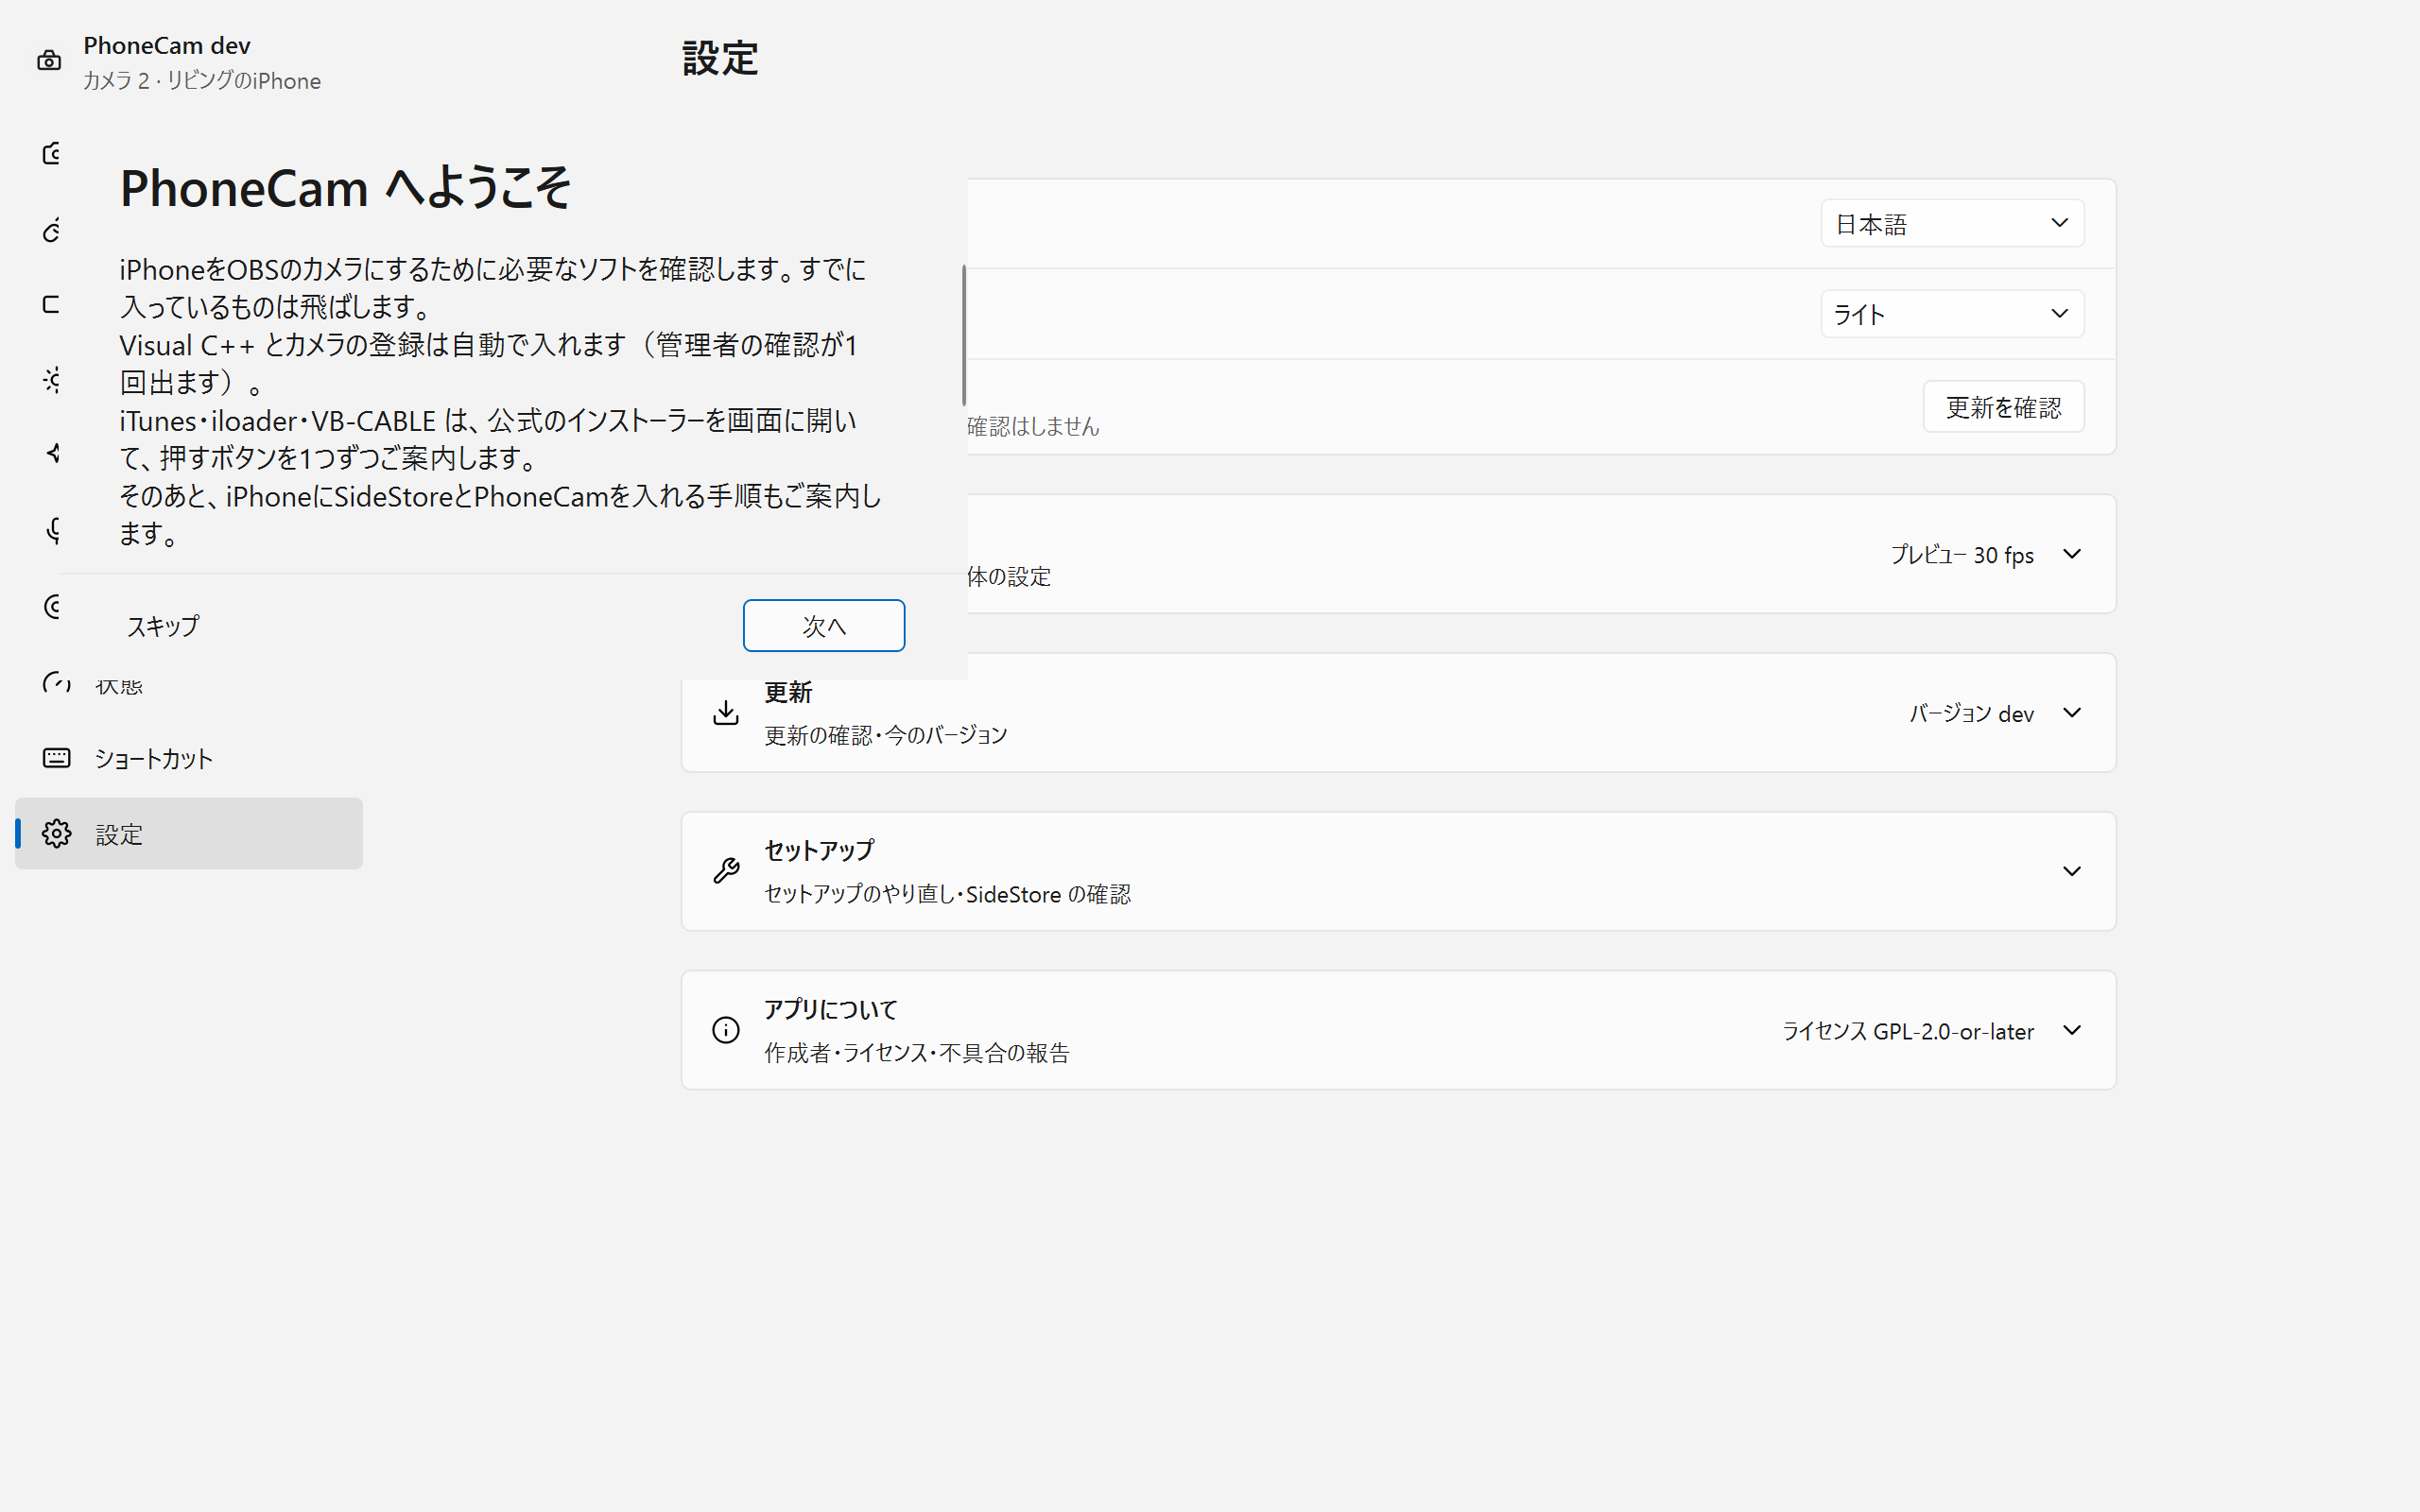 PhoneCam dev
カメラ 2 · リビングのiPhone
設定
PhoneCam へようこそ
iPhoneをOBSのカメラにするために必要なソフトを確認します。すでに
入っているものは飛ばします。
Visual C++ とカメラの登録は自動で入れます（管理者の確認が1
回出ます）。
iTunes・iloader・VB-CABLE は、公式のインストーラーを画面に開い
て、押すボタンを1つずつご案内します。
そのあと、iPhoneにSideStoreとPhoneCamを入れる手順もご案内し
ます。
スキップ
次へ
日本語
ライト
確認はしません
更新を確認
体の設定
プレビュー 30 fps
状態
ショートカット
設定
更新
更新の確認・今のバージョン
バージョン dev
セットアップ
セットアップのやり直し・SideStore の確認
アプリについて
作成者・ライセンス・不具合の報告
ライセンス GPL-2.0-or-later